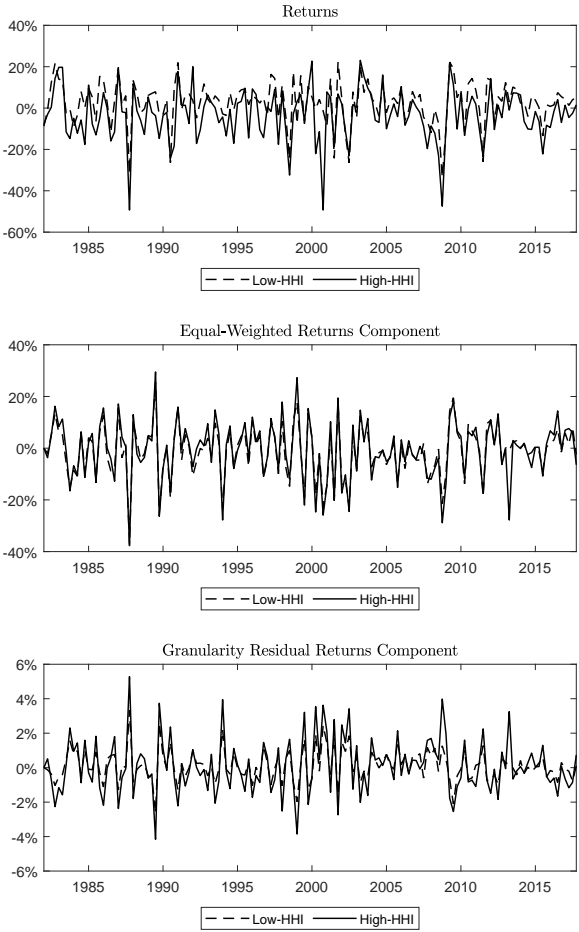 Returns
40%
20%
0%
-20%
-40%
-60%
1985 1990 1995 2000 2005 2010 2015
Low-HHI High-HHI
Equal-Weighted Returns Component
40%
20%
0%
-20%
-40%
1985 1990 1995 2000 2005 2010 2015
Low-HHI High-HHI
Granularity Residual Returns Component
6%
4%
2%
0%
-2%
-4%
-6%
1985 1990 1995 2000 2005 2010 2015
Low-HHI High-HHI